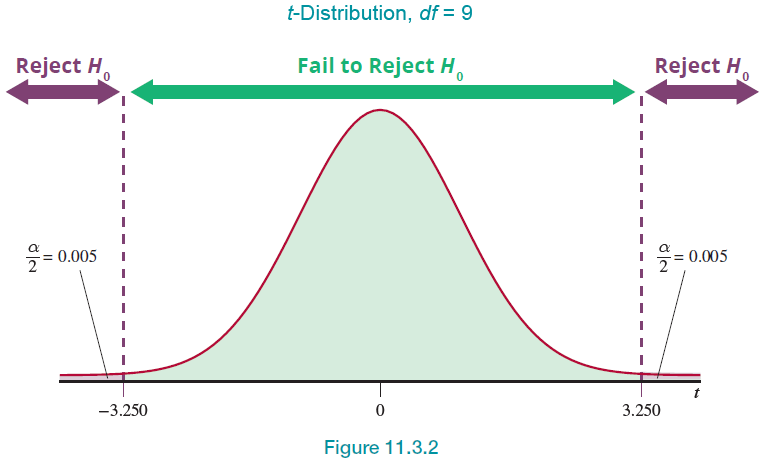 t-Distribution, df = 9
Reject H₀
Fail to Reject H₀
Reject H₀
α/2 = 0.005
α/2 = 0.005
−3.250
0
3.250
t
Figure 11.3.2